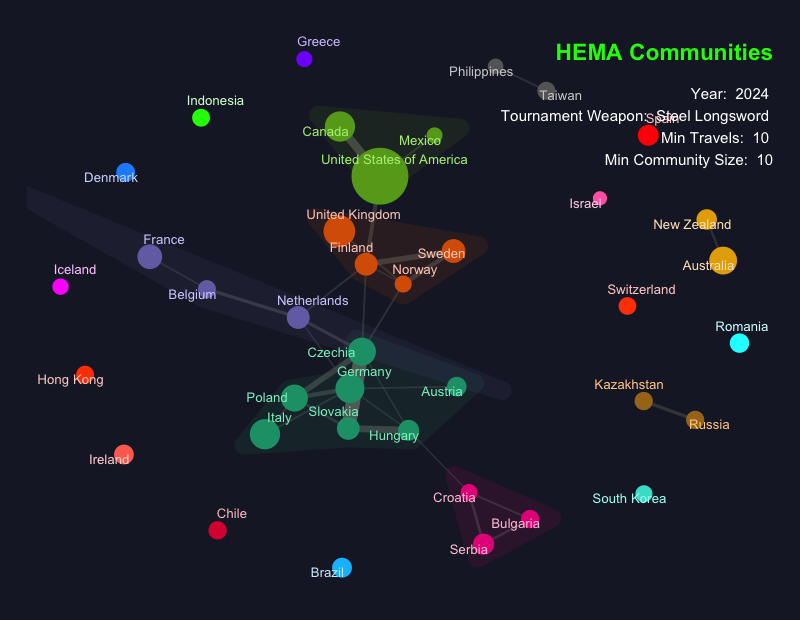 Greece
HEMA Communities
Philippines
Taiwan
Year: 2024
Indonesia
Tournament Weapon: Steel Longsword
Spain
Canada
Mexico
Min Travels: 10
United States of America
Min Community Size: 10
Denmark
Israel
United Kingdom
New Zealand
France
Finland
Sweden
Iceland
Norway
Australia
Belgium
Netherlands
Switzerland
Romania
Czechia
Hong Kong
Germany
Kazakhstan
Austria
Poland
Slovakia
Italy
Russia
Hungary
Ireland
Croatia
South Korea
Chile
Bulgaria
Serbia
Brazil